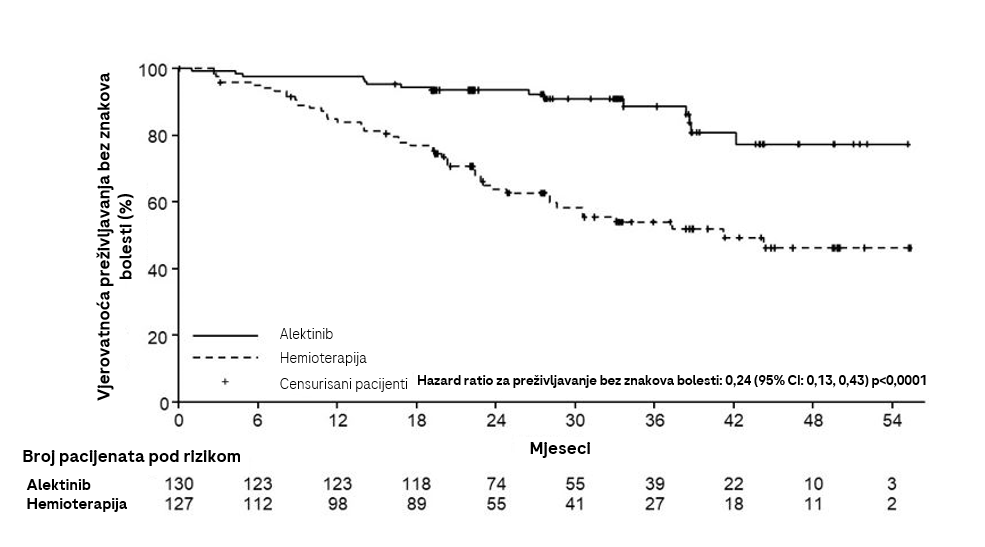 Vjerovatnoća preživljavanja bez znakova
bolesti (%)
100
80
60
40
20
0
Alektinib
Hemioterapija
Censurisani pacijenti
Hazard ratio za preživljavanje bez znakova bolesti: 0,24 (95% CI: 0,13, 0,43) p<0,0001
0 6 12 18 24 30 36 42 48 54
Mjeseci
Broj pacijenata pod rizikom
Alektinib 130 123 123 118 74 55 39 22 10 3
Hemioterapija 127 112 98 89 55 41 27 18 11 2